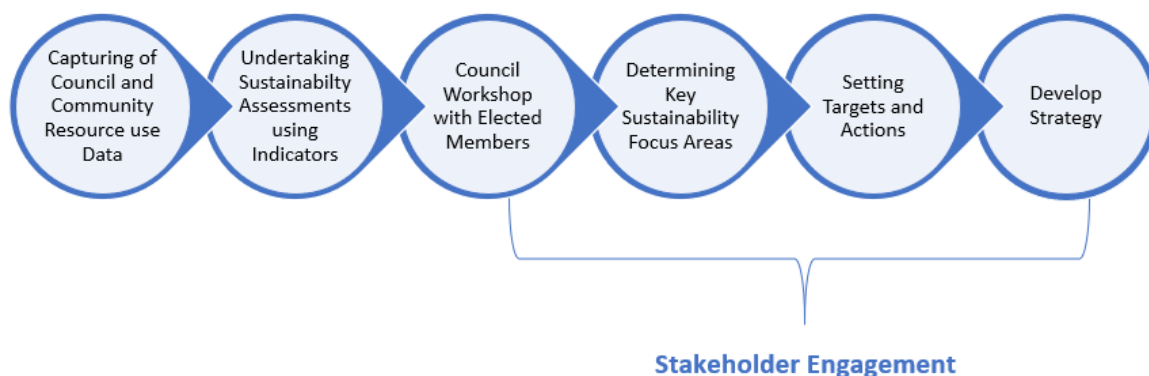 Capturing of
Council and
Community
Resource use
Data
Undertaking
Sustainabilty
Assessments
using
Indicators
Council
Workshop
with Elected
Members
Determining
Key
Sustainability
Focus Areas
Setting
Targets and
Actions
Develop
Strategy
Stakeholder Engagement